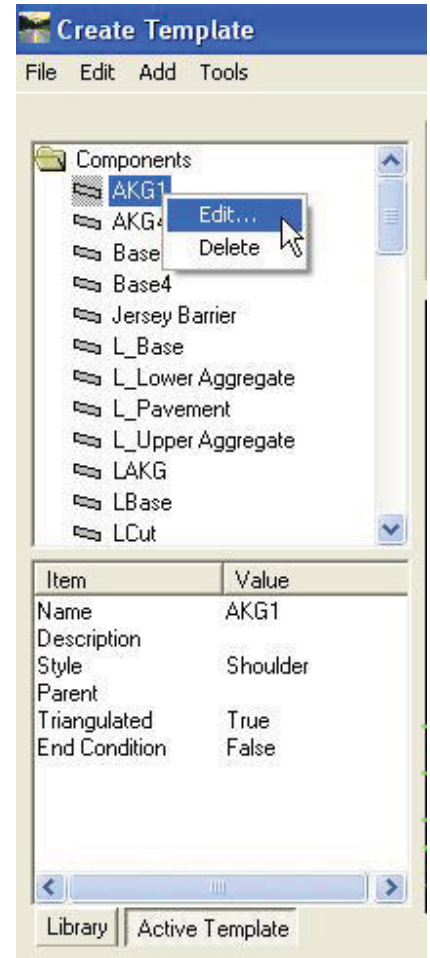 Create Template
File Edit Add Tools
Components
AKG1
Edit...
AKG4
Delete
Base
Base4
Jersey Barrier
L_Base
L_Lower Aggregate
L_Pavement
L_Upper Aggregate
LAKG
LBase
LCut
Item Value
Name AKG1
Description
Style Shoulder
Parent
Triangulated True
End Condition False
Library Active Template